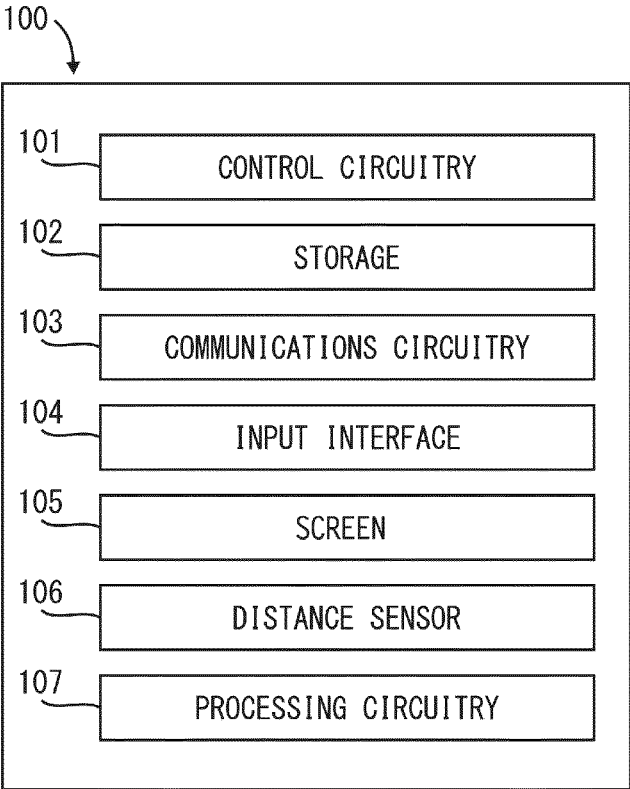 100
101
CONTROL CIRCUITRY
102
STORAGE
103
COMMUNICATIONS CIRCUITRY
104
INPUT INTERFACE
105
SCREEN
106
DISTANCE SENSOR
107
PROCESSING CIRCUITRY